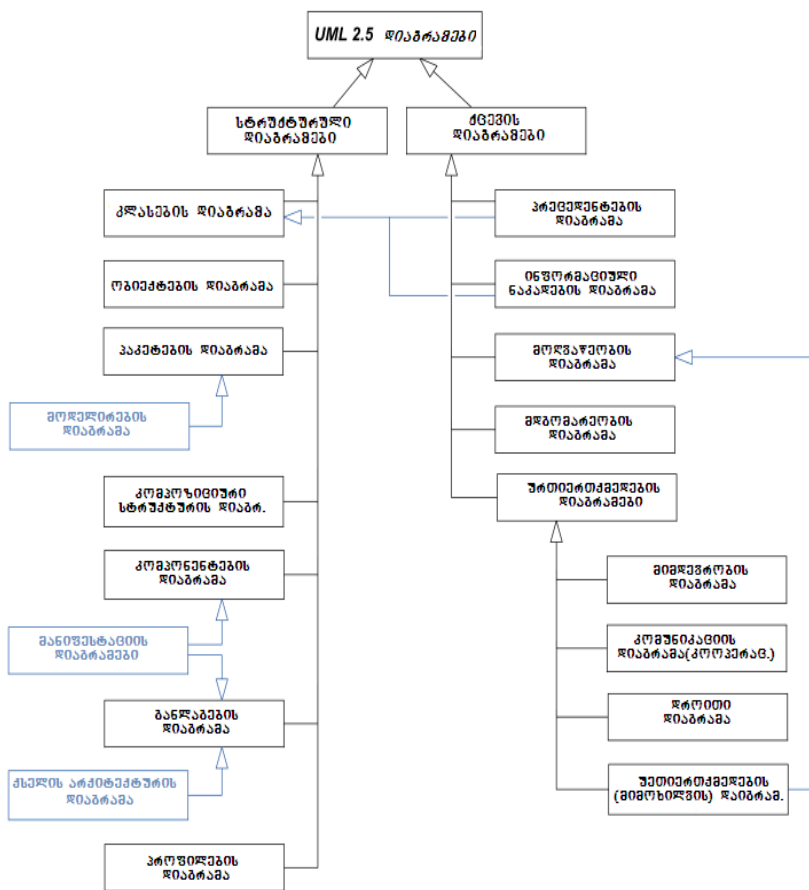 UML 2.5 დიაგრამები
სტრუქტურული
დიაგრამები
ქცევის
დიაგრამები
კლასების დიაგრამა
პრეცედენტების
დიაგრამა
ობიექტების დიაგრამა
ინფორმაციული
ნაკადების დიაგრამა
პაკეტების დიაგრამა
მოღვაწეობის
დიაგრამა
მოდელირების
დიაგრამა
მდგომარეობის
დიაგრამა
კომპოზიციური
სტრუქტურის დიაგრ.
ურთიერთქმედების
დიაგრამები
კომპონენტების
დიაგრამა
მიმდევრობის
დიაგრამა
მანიფესტაციის
დიაგრამები
კომუნიკაციის
დიაგრამა(კოოპერაც.)
განლაგების
დიაგრამა
დროითი
დიაგრამა
ქსელის არქიტექტურის
დიაგრამა
უეთიერთქმედების
(მიმოხილვის) დაიგრამ.
პროფილების
დიაგრამა